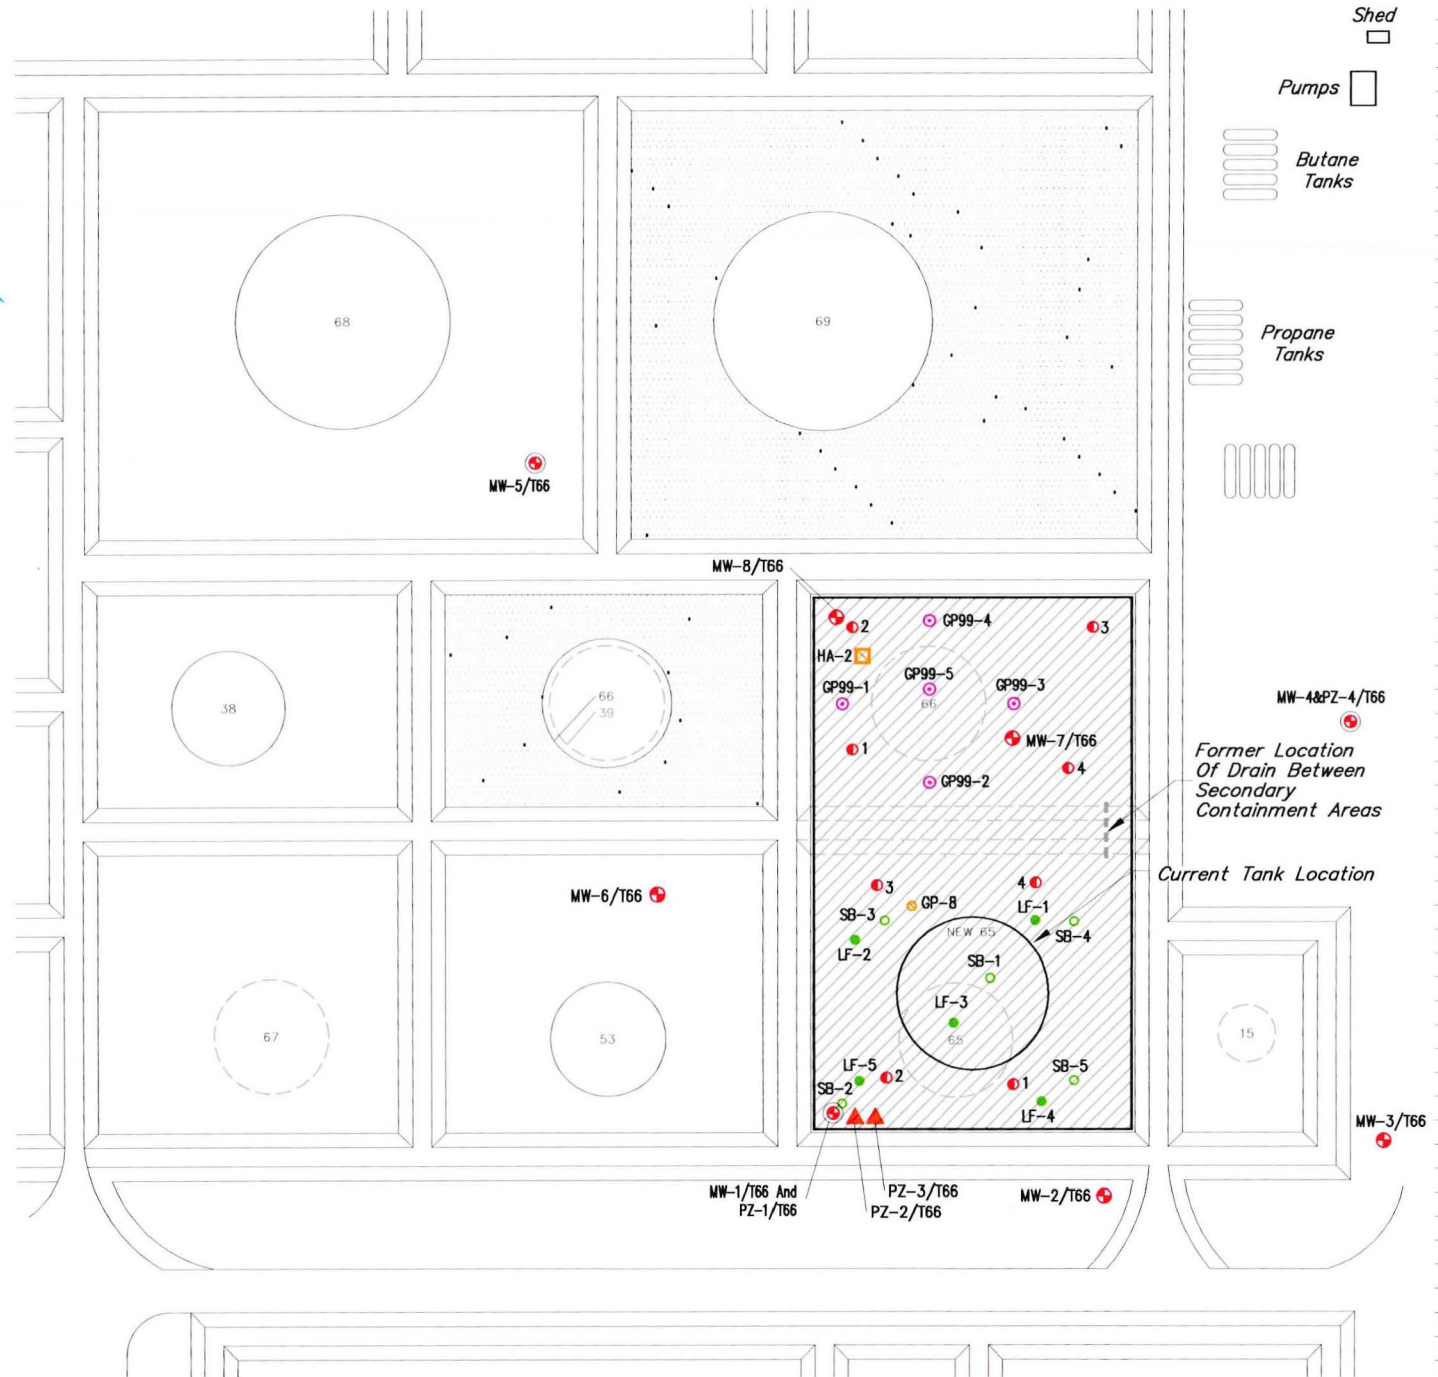 Shed
Pumps
Butane
Tanks
68
69
Propane
Tanks
MW-5/T66
MW-8/T66
2
GP99-4
3
HA-2
GP99-5
GP99-1
GP99-3
66
38
66
39
MW-4&PZ-4/T66
MW-7/T66
1
4
GP99-2
Former Location
Of Drain Between
Secondary
Containment Areas
Current Tank Location
3
4
MW-6/T66
GP-8
SB-3
LF-1
NEW 65
SB-4
LF-2
SB-1
LF-3
67
53
65
15
LF-5
SB-5
2
1
SB-2
LF-4
MW-3/T66
MW-1/T66 And
PZ-1/T66
PZ-3/T66
PZ-2/T66
MW-2/T66